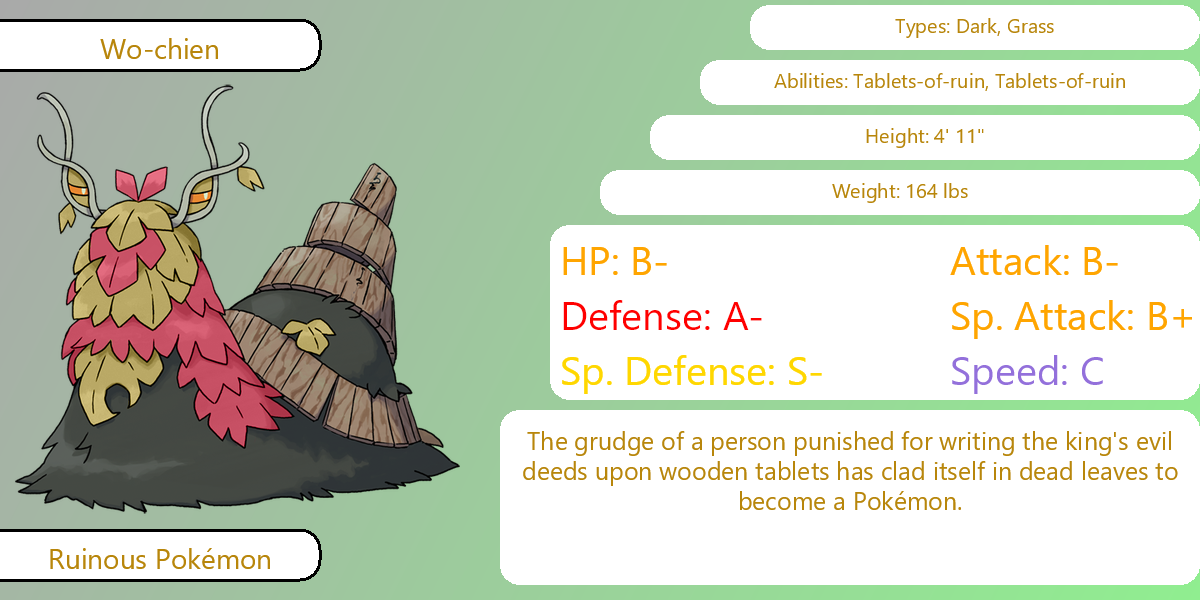 Wo-chien
Types: Dark, Grass
Abilities: Tablets-of-ruin, Tablets-of-ruin
Height: 4' 11"
Weight: 164 lbs
HP: B-
Attack: B-
Defense: A-
Sp. Attack: B+
Sp. Defense: S-
Speed: C
The grudge of a person punished for writing the king's evil
deeds upon wooden tablets has clad itself in dead leaves to
become a Pokémon.
Ruinous Pokémon